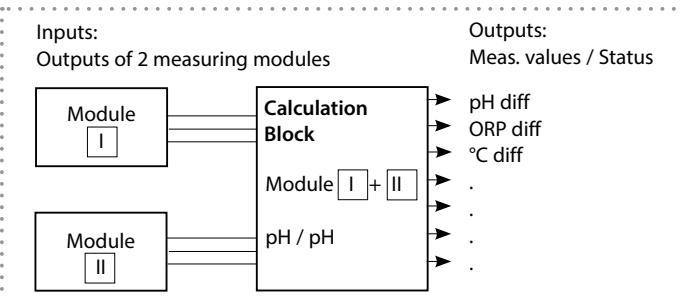 Inputs:
Outputs of 2 measuring modules
Outputs:
Meas. values / Status
Module
I
Module
II
Calculation
Block
Module I + II
pH / pH
pH diff
ORP diff
°C diff
.
.
.
.